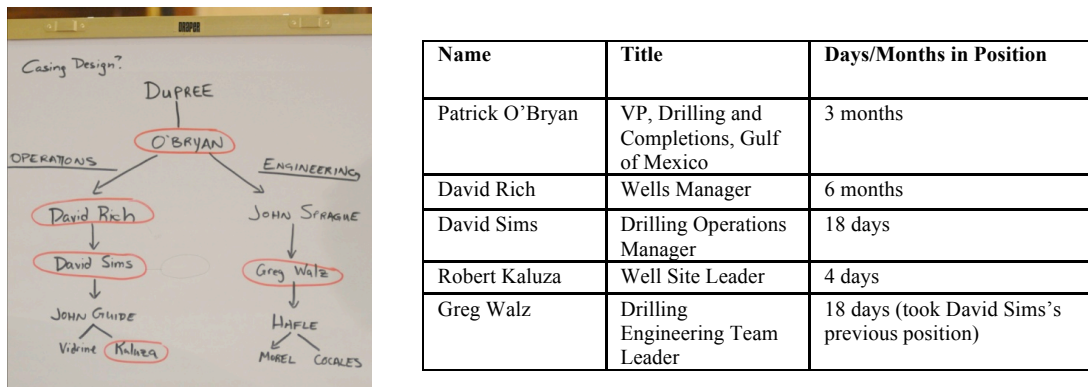 DRAPER
Casing Design?
DUPREE
O'BRYAN
OPERATIONS
ENGINEERING
David Rich
JOHN SPRAGUE
David Sims
Greg Walz
JOHN GUIDE
HAFLE
Vidrine Kaluza
MOREL COCALES
Name Title Days/Months in Position
Patrick O’Bryan VP, Drilling and 3 months
Completions, Gulf
of Mexico
David Rich Wells Manager 6 months
David Sims Drilling Operations 18 days
Manager
Robert Kaluza Well Site Leader 4 days
Greg Walz Drilling 18 days (took David Sims’s
Engineering Team previous position)
Leader